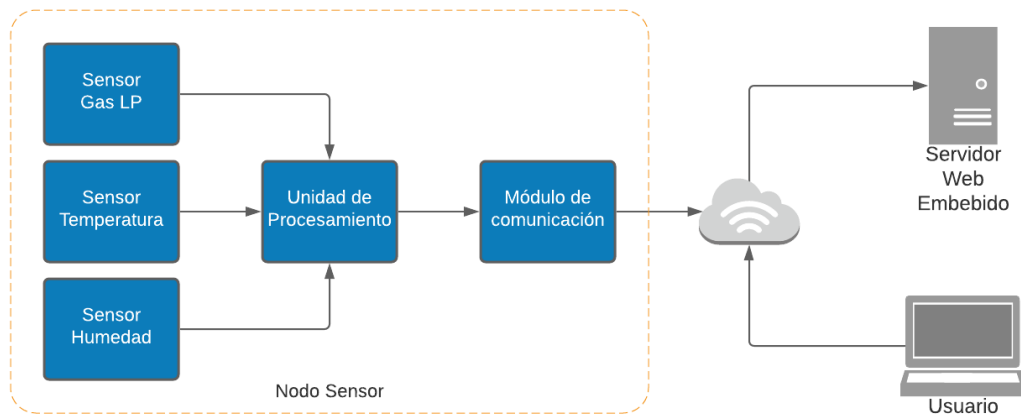 Sensor
Gas LP
Sensor
Temperatura
Sensor
Humedad
Unidad de
Procesamiento
Módulo de
comunicación
Nodo Sensor
Servidor
Web
Embebido
Usuario